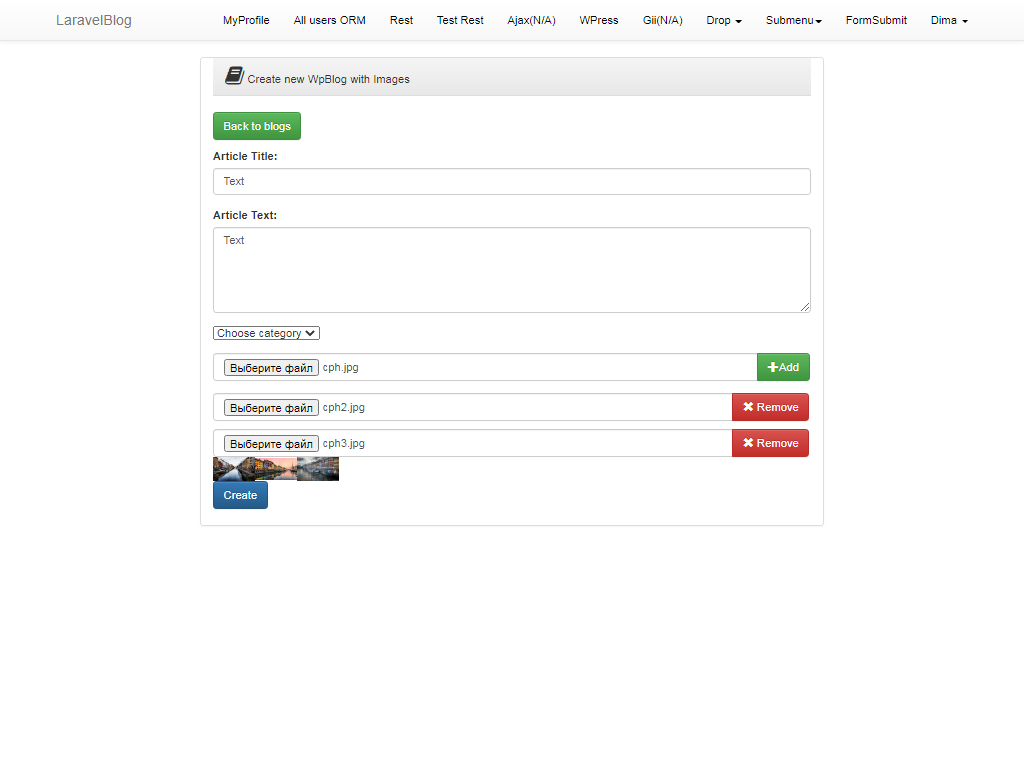 LaravelBlog MyProfile All users ORM Rest Test Rest Ajax(N/A) WPress Gii(N/A) Drop Submenu FormSubmit Dima
Create new WpBlog with Images
Back to blogs
Article Title:
Text
Article Text:
Text
Choose category
Выберите файл cph.jpg Add
Выберите файл cph2.jpg Remove
Выберите файл cph3.jpg Remove
Create